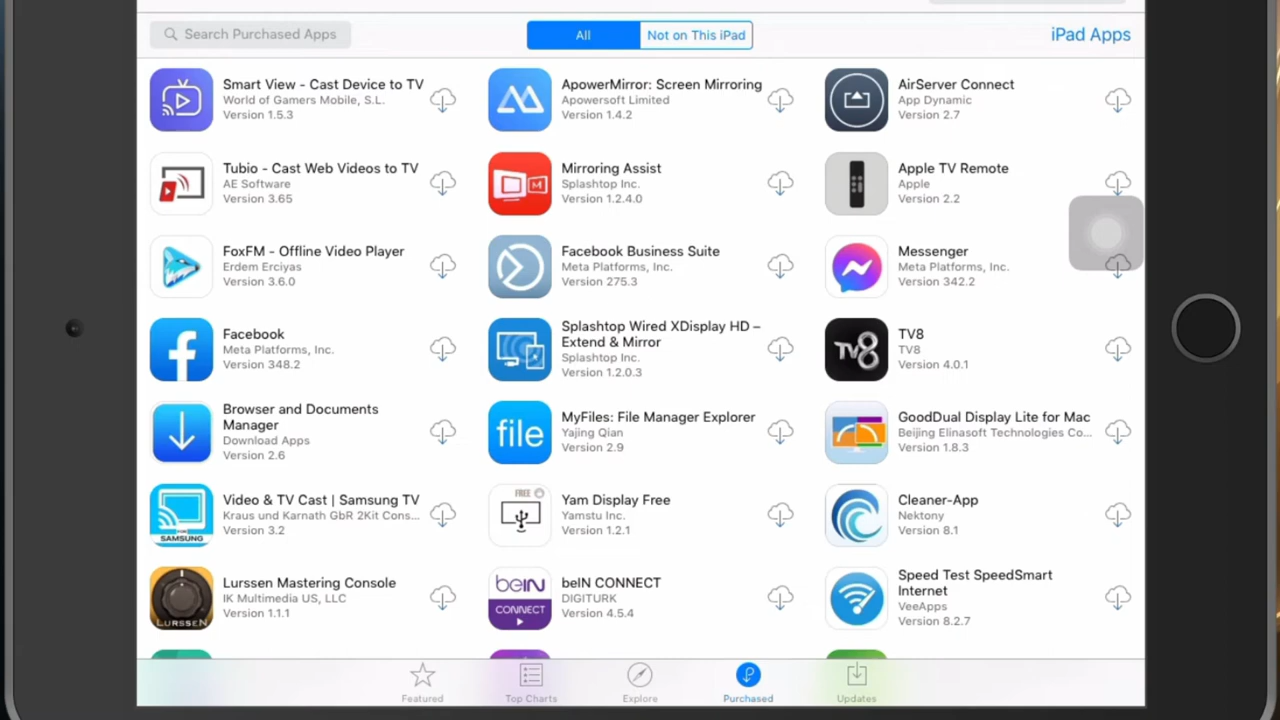 Search Purchased Apps
All
Not on This iPad
iPad Apps
Smart View - Cast Device to TV
World of Gamers Mobile, S.L.
Version 1.5.3
ApowerMirror: Screen Mirroring
Apowersoft Limited
Version 1.4.2
AirServer Connect
App Dynamic
Version 2.7
Tubio - Cast Web Videos to TV
AE Software
Version 3.65
M
Mirroring Assist
Splashtop Inc.
Version 1.2.4.0
Apple TV Remote
Apple
Version 2.2
FoxFM - Offline Video Player
Erdem Erciyas
Version 3.6.0
Facebook Business Suite
Meta Platforms, Inc.
Version 275.3
Messenger
Meta Platforms, Inc.
Version 342.2
f
Facebook
Meta Platforms, Inc.
Version 348.2
Splashtop Wired XDisplay HD –
Extend & Mirror
Splashtop Inc.
Version 1.2.0.3
TV8
TV8
TV8
Version 4.0.1
Browser and Documents
Manager
Download Apps
Version 2.6
file
MyFiles: File Manager Explorer
Yajing Qian
Version 2.9
GoodDual Display Lite for Mac
Beijing Elinasoft Technologies Co...
Version 1.8.3
SAMSUNG
Video & TV Cast | Samsung TV
Kraus und Karnath GbR 2Kit Cons...
Version 3.2
FREE
Yam Display Free
Yamstu Inc.
Version 1.2.1
Cleaner-App
Nektony
Version 8.1
LURSSEN
Lurssen Mastering Console
IK Multimedia US, LLC
Version 1.1.1
beIN
CONNECT
beIN CONNECT
DIGITURK
Version 4.5.4
Speed Test SpeedSmart
Internet
VeeApps
Version 8.2.7
Featured
Top Charts
Explore
Purchased
Updates